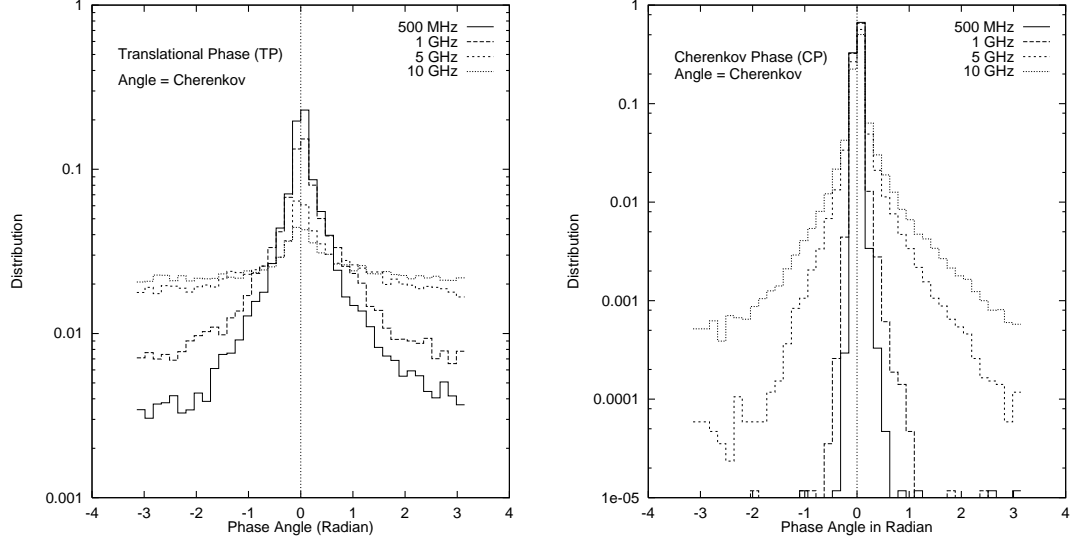 1
0.1
0.01
0.001
-4 -3 -2 -1 0 1 2 3 4
Distribution
Phase Angle (Radian)
Translational Phase (TP)
Angle = Cherenkov
500 MHz
1 GHz
5 GHz
10 GHz
1
0.1
0.01
0.001
0.0001
1e-05
-4 -3 -2 -1 0 1 2 3 4
Distribution
Phase Angle in Radian
Cherenkov Phase (CP)
Angle = Cherenkov
500 MHz
1 GHz
5 GHz
10 GHz